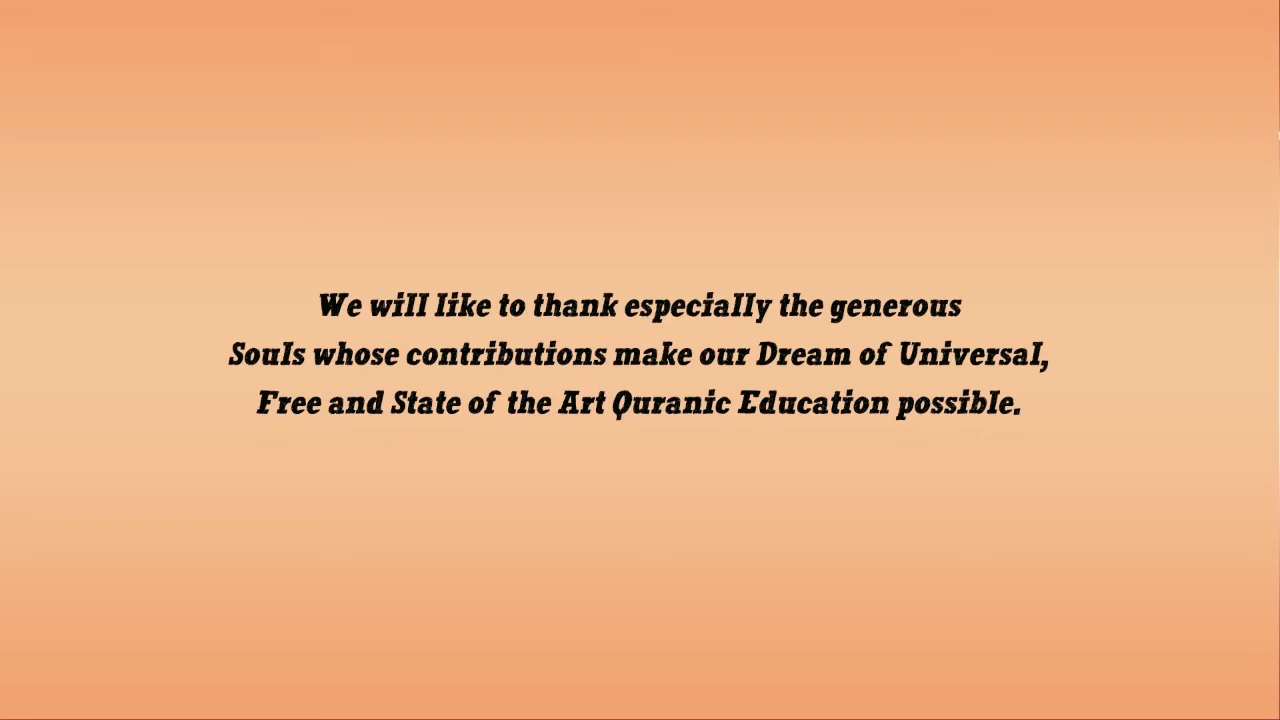 We will like to thank especially the generous
Souls whose contributions make our Dream of Universal,
Free and State of the Art Quranic Education possible.